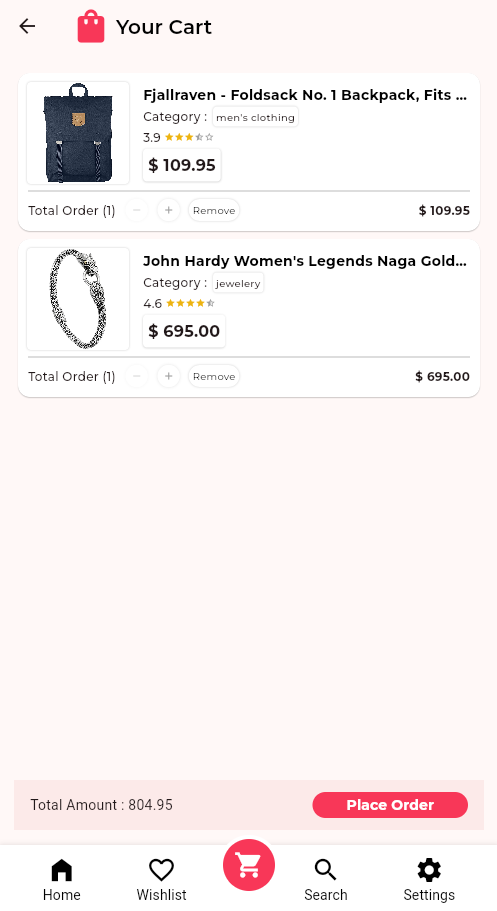 Your Cart
Fjallraven - Foldsack No. 1 Backpack, Fits ...
Category : men's clothing
3.9
$ 109.95
Total Order (1) − + Remove $ 109.95
John Hardy Women's Legends Naga Gold...
Category : jewelery
4.6
$ 695.00
Total Order (1) − + Remove $ 695.00
Total Amount : 804.95 Place Order
Home Wishlist Search Settings